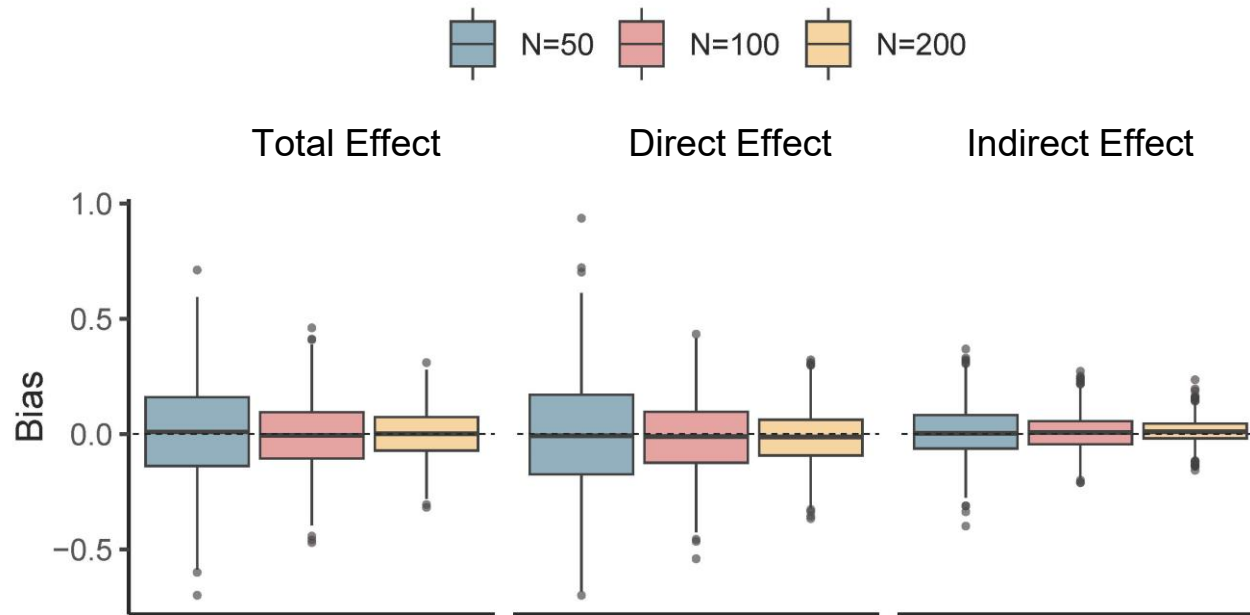 N=50 N=100 N=200
Total Effect Direct Effect Indirect Effect
1.0
0.5
0.0
−0.5
Bias